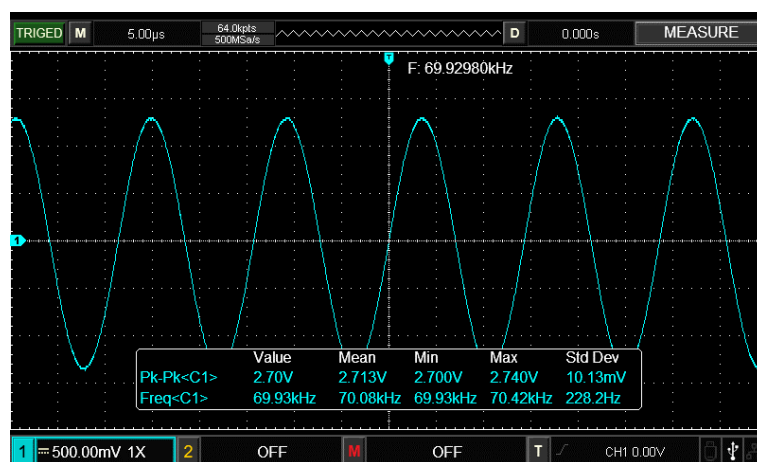 TRIGED M 5.00µs 64.0kpts 500MSa/s D 0.000s MEASURE
T
F: 69.92980kHz
1
Value Mean Min Max Std Dev
Pk-Pk<C1> 2.70V 2.713V 2.700V 2.740V 10.13mV
Freq<C1> 69.93kHz 70.08kHz 69.93kHz 70.42kHz 228.2Hz
1 500.00mV 1X 2 OFF M OFF T CH1 0.00V